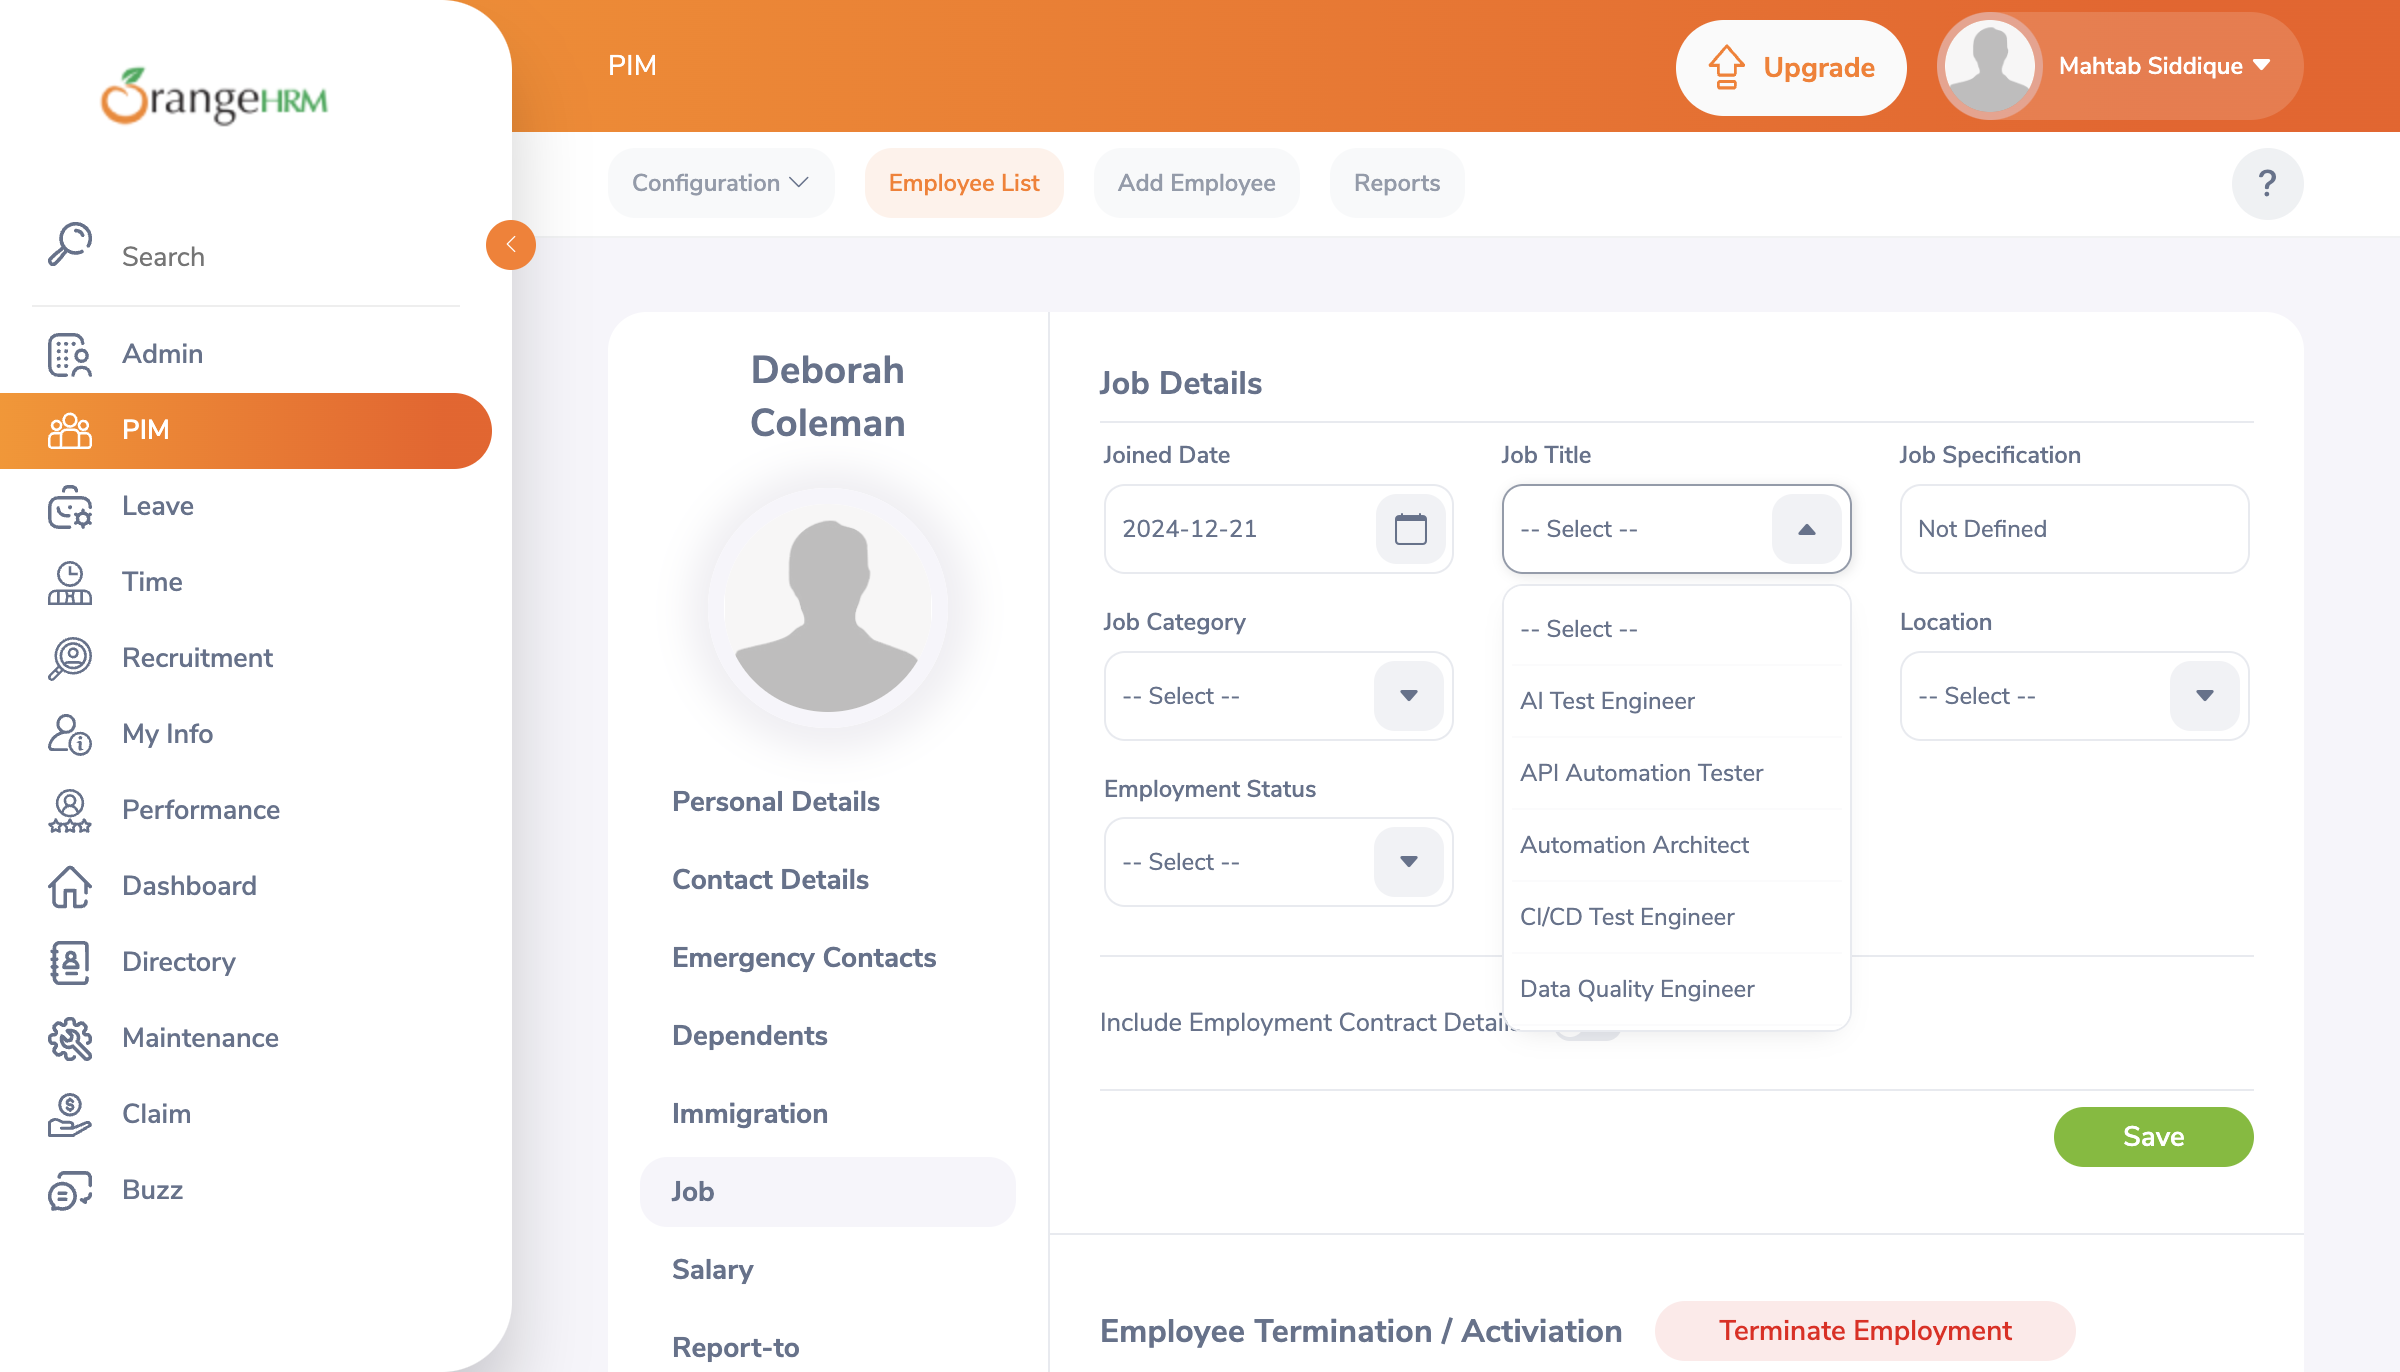 OrangeHRM
PIM
Upgrade
Mahtab Siddique
Configuration
Employee List
Add Employee
Reports
?
Search
Admin
PIM
Leave
Time
Recruitment
My Info
Performance
Dashboard
Directory
Maintenance
Claim
Buzz
Deborah
Coleman
Personal Details
Contact Details
Emergency Contacts
Dependents
Immigration
Job
Salary
Report-to
Job Details
Joined Date
2024-12-21
Job Title
-- Select --
Job Specification
Not Defined
Job Category
-- Select --
-- Select --
AI Test Engineer
API Automation Tester
Automation Architect
CI/CD Test Engineer
Data Quality Engineer
Location
-- Select --
Employment Status
-- Select --
Include Employment Contract Details
Save
Employee Termination / Activiation
Terminate Employment